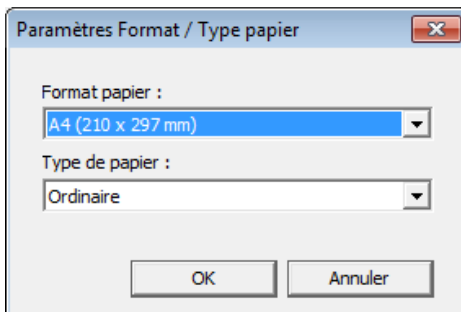 Paramètres Format / Type papier
Format papier :
A4 (210 x 297 mm)
Type de papier :
Ordinaire
OK
Annuler